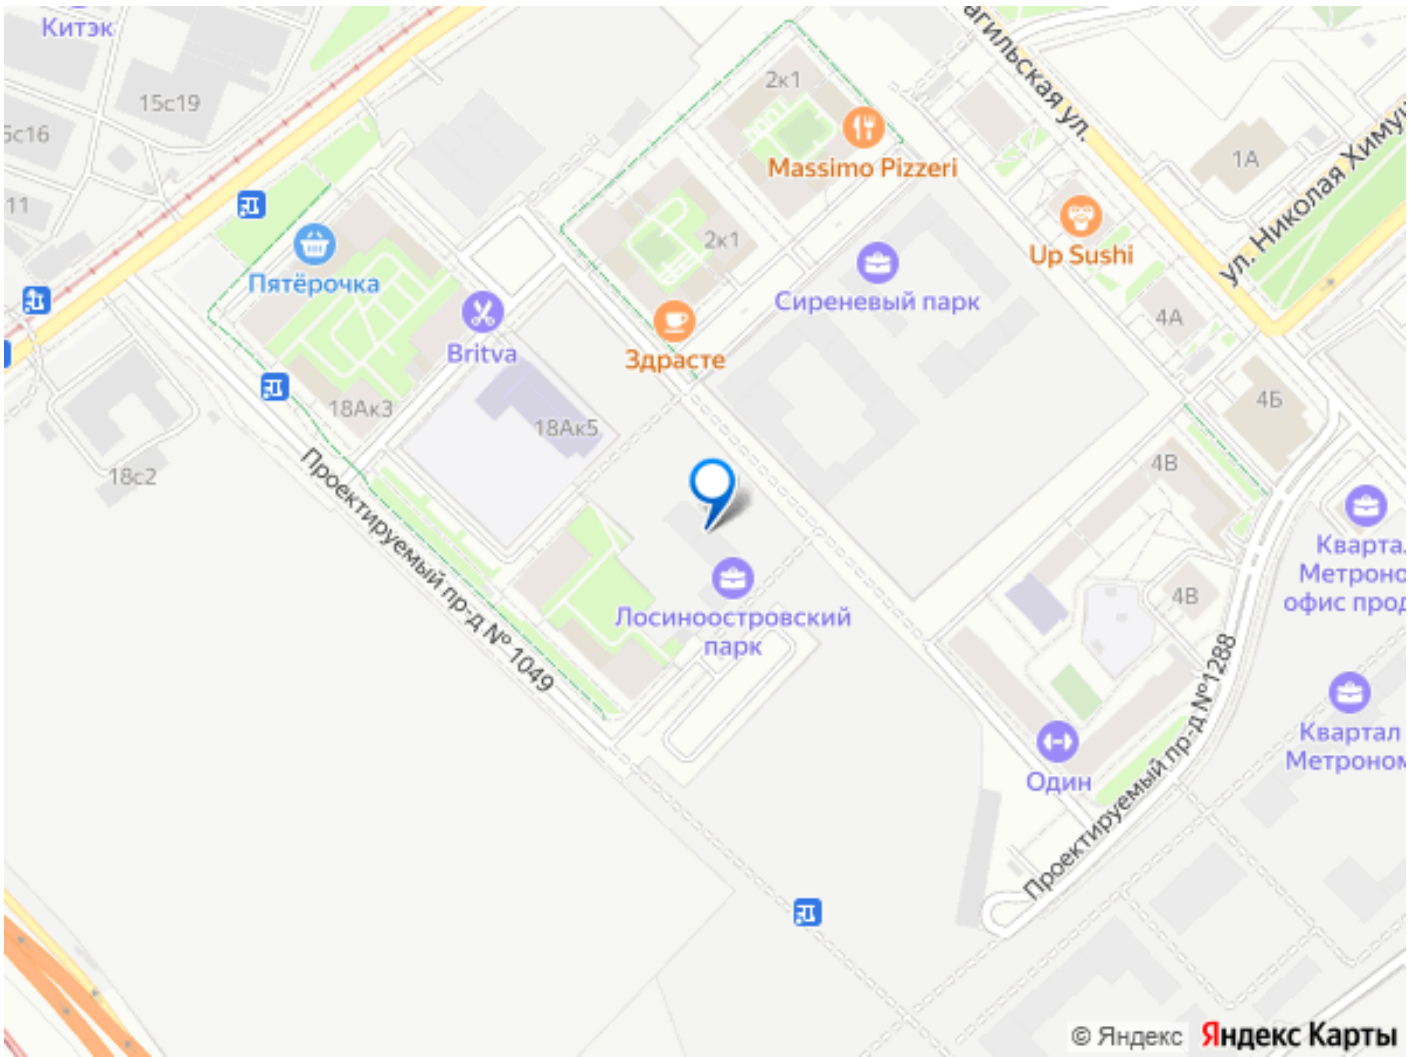 Китэк
15с19
5с16
11
2к1
Massimo Pizzeri
агильская ул.
1А
ул. Николая Химуш
Up Sushi
2к1
Сиреневый парк
Пятёрочка
4А
Britva
Здрасте
18Ак3
18Ак5
4Б
18с2
4В
Проектируемый пр-д № 1049
Кварта
Метроно
офис прод
Лосиноостровский
парк
4В
Проектируемый пр-д №1288
Квартал
Метроном
Один
© Яндекс Яндекс Карты